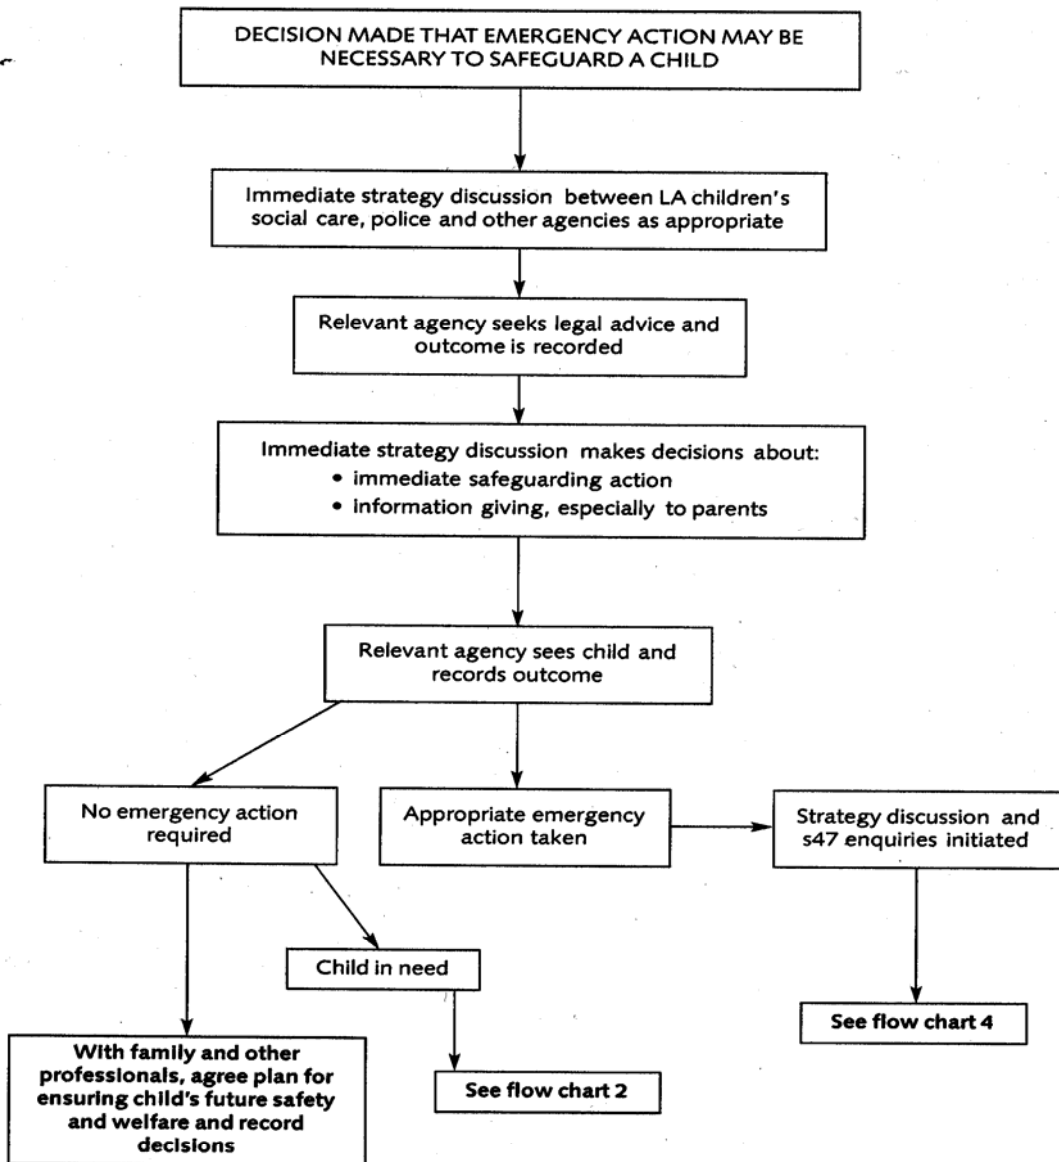 DECISION MADE THAT EMERGENCY ACTION MAY BE
NECESSARY TO SAFEGUARD A CHILD
Immediate strategy discussion between LA children's
social care, police and other agencies as appropriate
Relevant agency seeks legal advice and
outcome is recorded
Immediate strategy discussion makes decisions about:
• immediate safeguarding action
• information giving, especially to parents
Relevant agency sees child and
records outcome
No emergency action
required
Appropriate emergency
action taken
Strategy discussion and
s47 enquiries initiated
Child in need
See flow chart 4
With family and other
professionals, agree plan for
ensuring child's future safety
and welfare and record
decisions
See flow chart 2